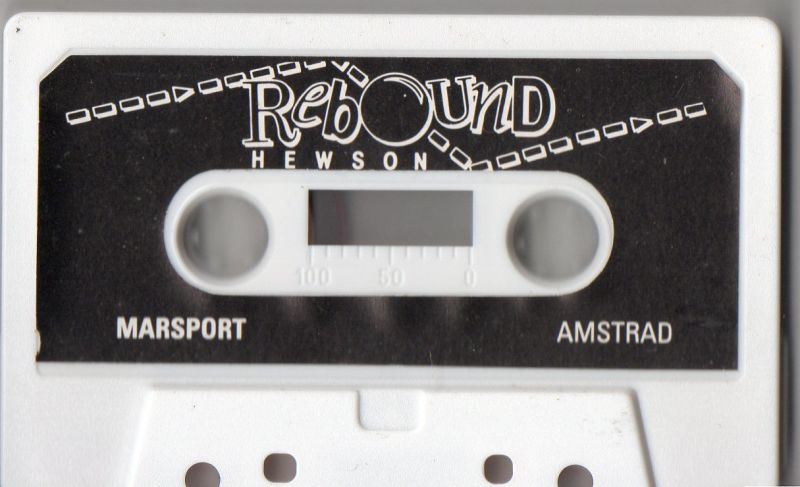 REBOUND
HEWSON
100 50 0
MARSPORT
AMSTRAD